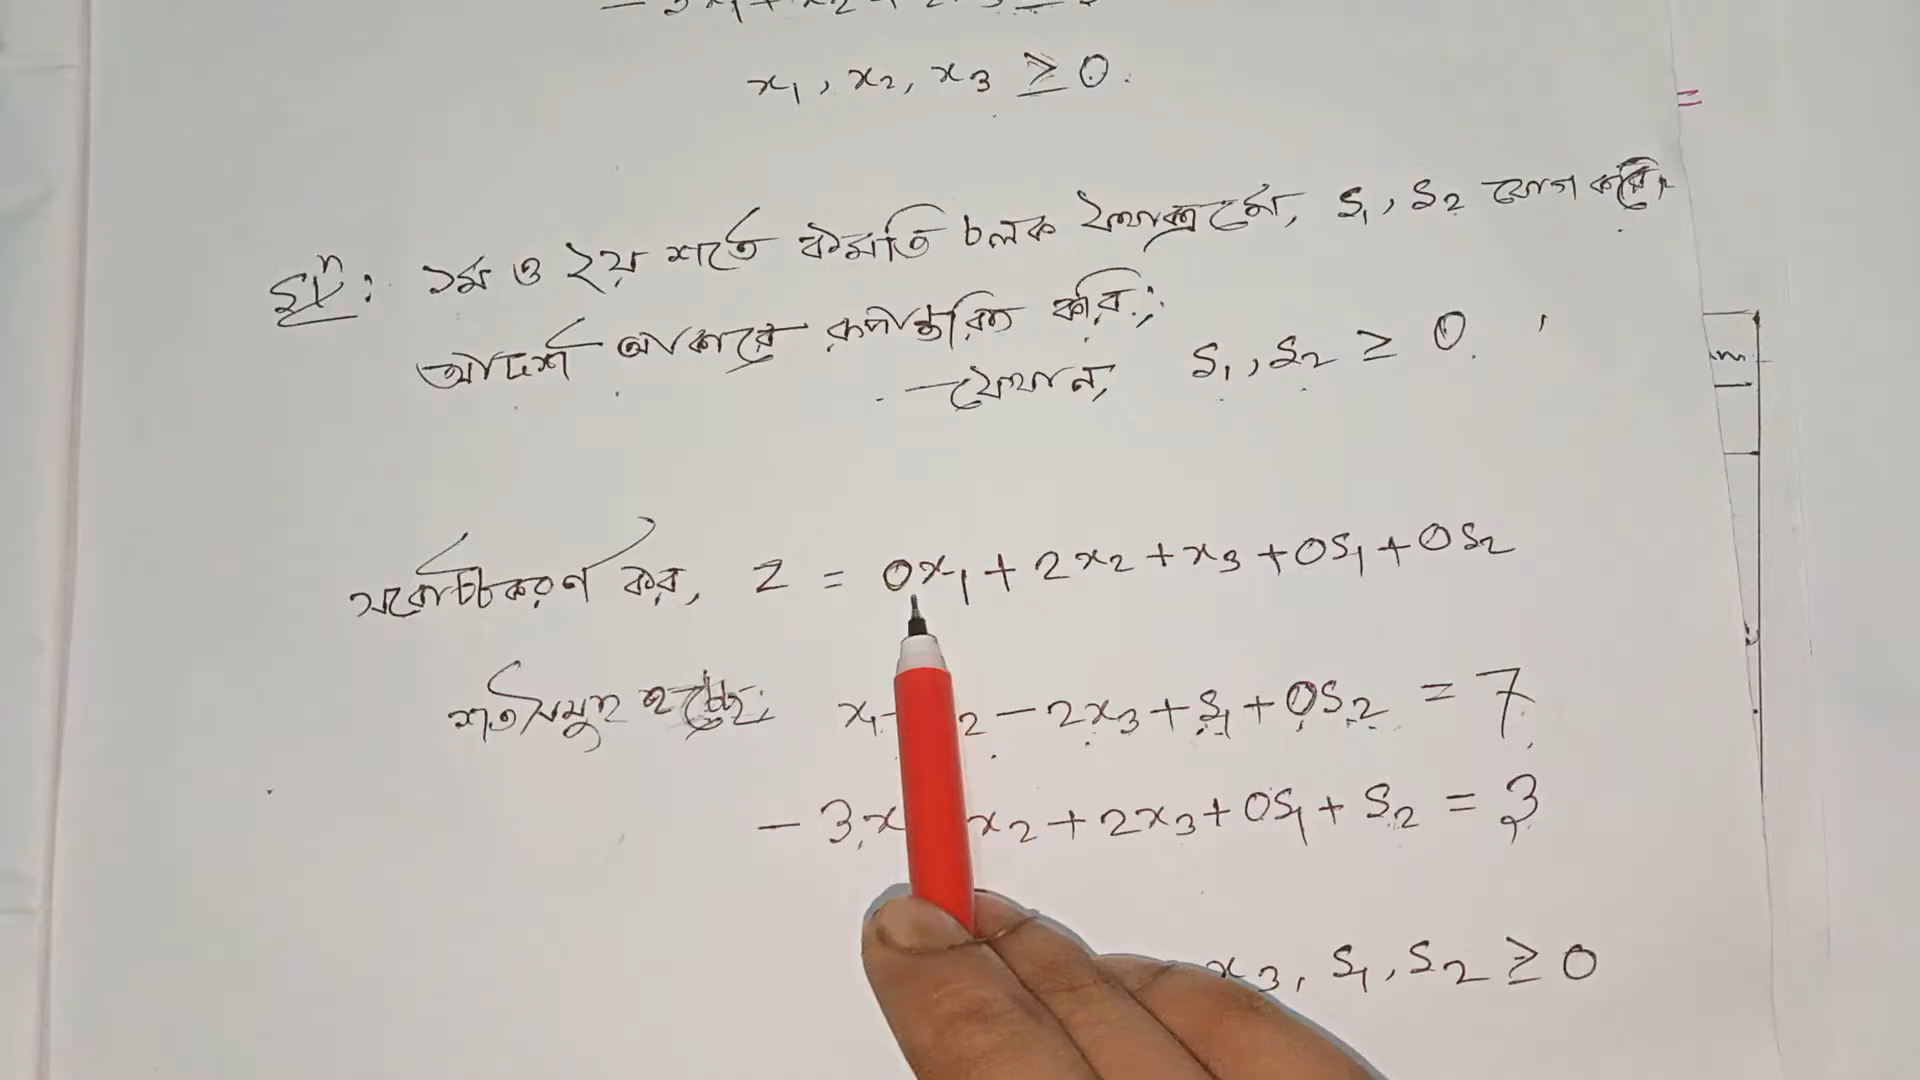 x₁, x₂, x₃ ≥ 0.
Solⁿ: ১ম ও ২য় শর্তে কমতি চলক যথাক্রমে, S₁, S₂ যোগ করে
আদর্শ আকারে রূপান্তরিত করি;
যেখানে, S₁, S₂ ≥ 0.
সর্বোচ্চকরণ কর, Z = 0x₁ + 2x₂ + x₃ + 0S₁ + 0S₂
শর্তসমূহ হচ্ছে; x₁ - ₂ - 2x₃ + S₁ + 0S₂ = 7
- 3x x₂ + 2x₃ + 0S₁ + S₂ = 3
x₃, S₁, S₂ ≥ 0